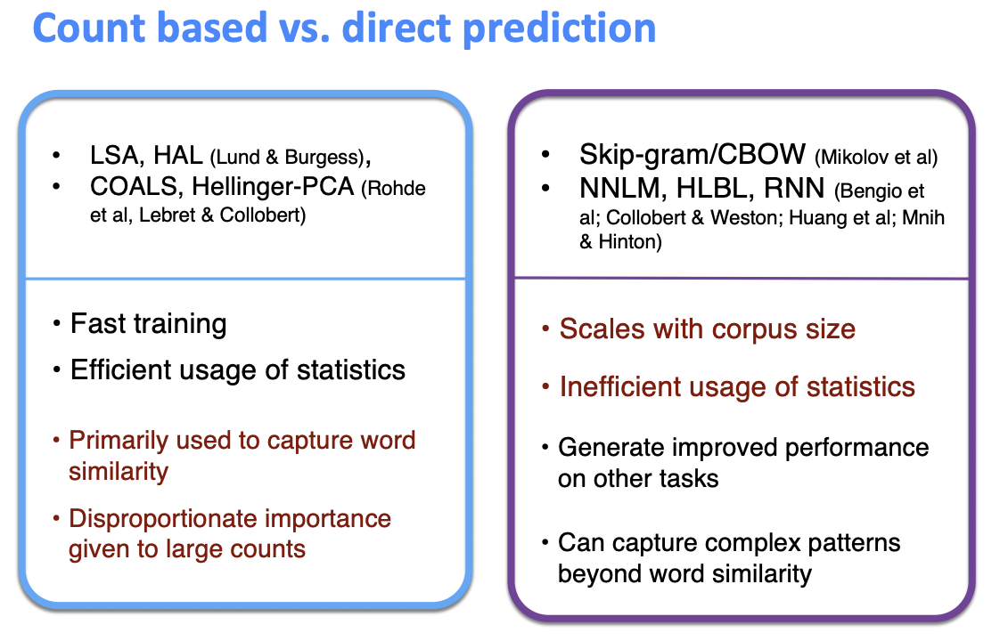 Count based vs. direct prediction
• LSA, HAL (Lund & Burgess),
• COALS, Hellinger-PCA (Rohde
et al, Lebret & Collobert)
• Fast training
• Efficient usage of statistics
• Primarily used to capture word
similarity
• Disproportionate importance
given to large counts
• Skip-gram/CBOW (Mikolov et al)
• NNLM, HLBL, RNN (Bengio et
al; Collobert & Weston; Huang et al; Mnih
& Hinton)
• Scales with corpus size
• Inefficient usage of statistics
• Generate improved performance
on other tasks
• Can capture complex patterns
beyond word similarity